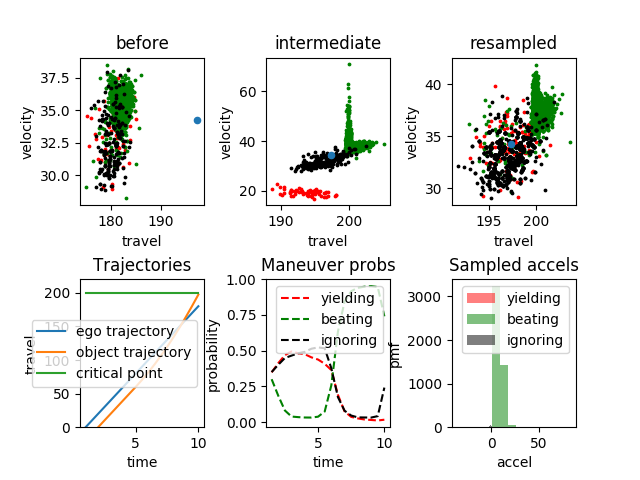 before
intermediate
resampled
velocity
37.5
35.0
32.5
30.0
180
190
travel
velocity
60
40
20
190
200
travel
velocity
40
35
30
195
200
travel
Trajectories
Maneuver probs
Sampled accels
travel
200
150
100
50
0
ego trajectory
object trajectory
critical point
5
10
time
probability
1.00
0.75
0.50
0.25
0.00
yielding
beating
ignoring
5
10
time
pmf
3000
2000
1000
0
yielding
beating
ignoring
0
50
accel